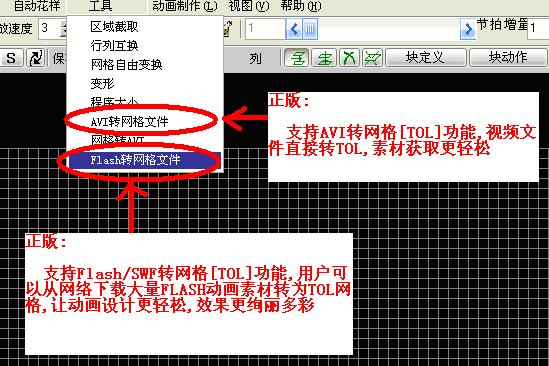 自动花样 工具 动画制作(L) 视图(V) 帮助(H)
放速度 3 1 节拍增量 1
S 保 列 块定义 块动作
区域截取
行列互换
网格自由变换
变形
程序大小
AVI转网格文件
网格转AVI
Flash转网格文件
正版:
支持AVI转网格[TOL]功能,视频文
件直接转TOL,素材获取更轻松
正版:
支持Flash/SWF转网格[TOL]功能,用户可
以从网络下载大量FLASH动画素材转为TOL网
格,让动画设计更轻松,效果更绚丽多彩